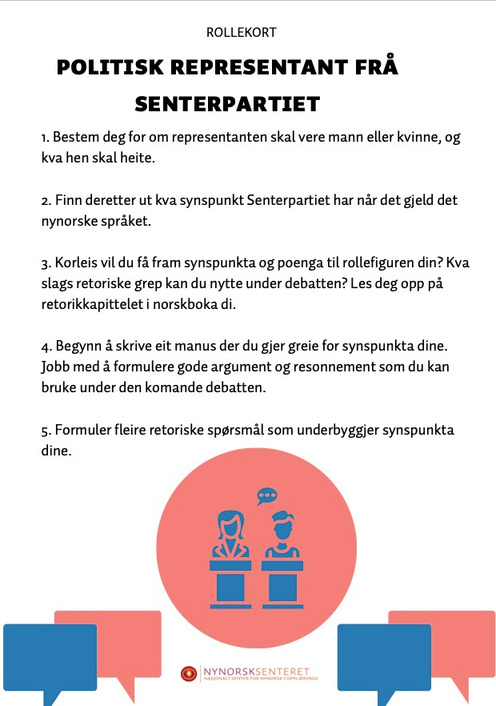 ROLLEKORT
POLITISK REPRESENTANT FRÅ
SENTERPARTIET
1. Bestem deg for om representanten skal vere mann eller kvinne, og
kva hen skal heite.
2. Finn deretter ut kva synspunkt Senterpartiet har når det gjeld det
nynorske språket.
3. Korleis vil du få fram synspunkta og poenga til rollefiguren din? Kva
slags retoriske grep kan du nytte under debatten? Les deg opp på
retorikkapittelet i norskboka di.
4. Begynn å skrive eit manus der du gjer greie for synspunkta dine.
Jobb med å formulere gode argument og resonnement som du kan
bruke under den komande debatten.
5. Formuler fleire retoriske spørsmål som underbyggjer synspunkta
dine.
NYNORSKSENTERET
NASJONALT SENTER FOR NYNORSK I OPPLÆRINGA